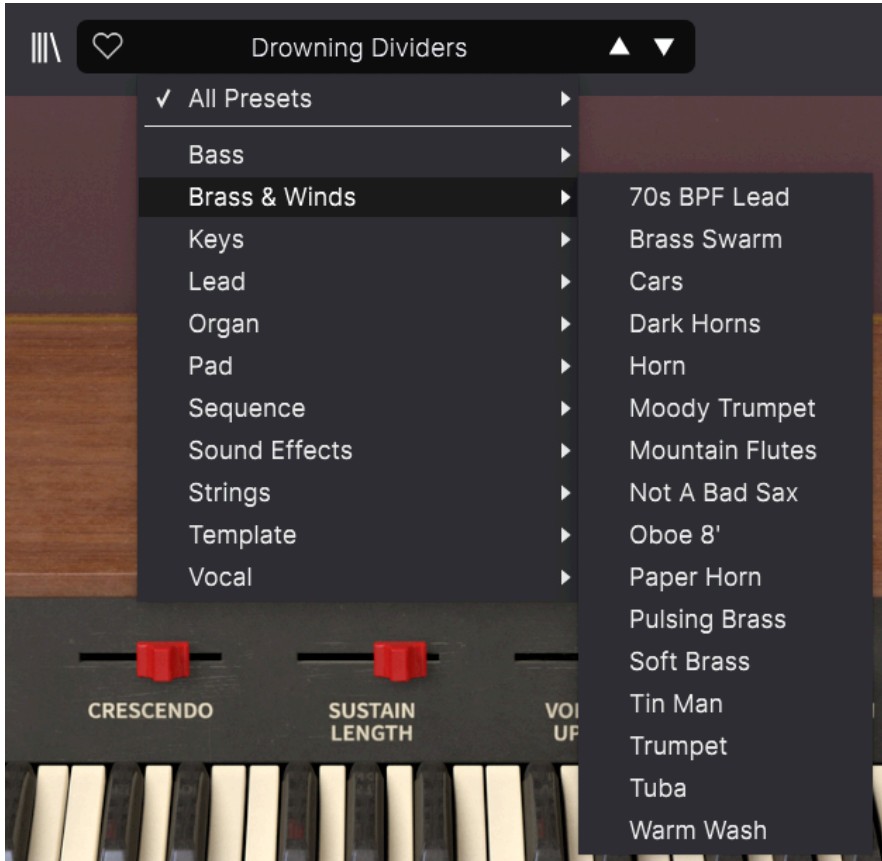 Drowning Dividers
All Presets
Bass
Brass & Winds
Keys
Lead
Organ
Pad
Sequence
Sound Effects
Strings
Template
Vocal
70s BPF Lead
Brass Swarm
Cars
Dark Horns
Horn
Moody Trumpet
Mountain Flutes
Not A Bad Sax
Oboe 8'
Paper Horn
Pulsing Brass
Soft Brass
Tin Man
Trumpet
Tuba
Warm Wash
CRESCENDO
SUSTAIN
LENGTH